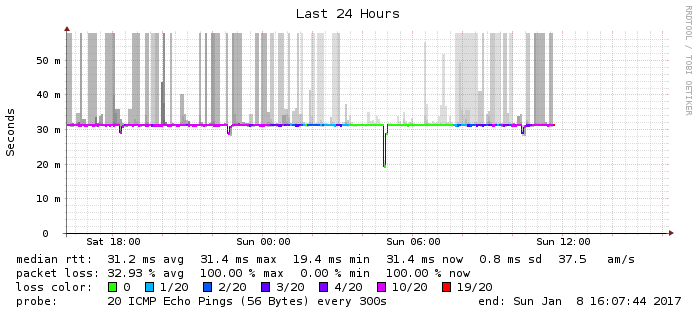 Last 24 Hours
RRDTOOL / TOBI OETIKER
Seconds
50 m
40 m
30 m
20 m
10 m
0
Sat 18:00 Sun 00:00 Sun 06:00 Sun 12:00
median rtt: 31.2 ms avg 31.4 ms max 19.4 ms min 31.4 ms now 0.8 ms sd 37.5 am/s
packet loss: 32.93 % avg 100.00 % max 0.00 % min 100.00 % now
loss color: 0 1/20 2/20 3/20 4/20 10/20 19/20
probe: 20 ICMP Echo Pings (56 Bytes) every 300s end: Sun Jan 8 16:07:44 2017